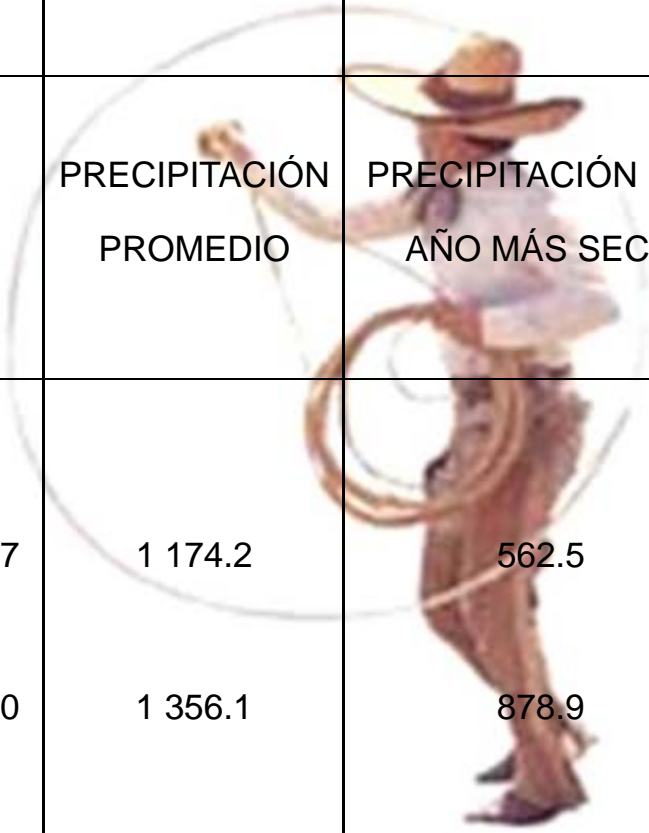 PRECIPITACIÓN PRECIPITACIÓN
PROMEDIO AÑO MÁS SEC
7 1 174.2 562.5
0 1 356.1 878.9